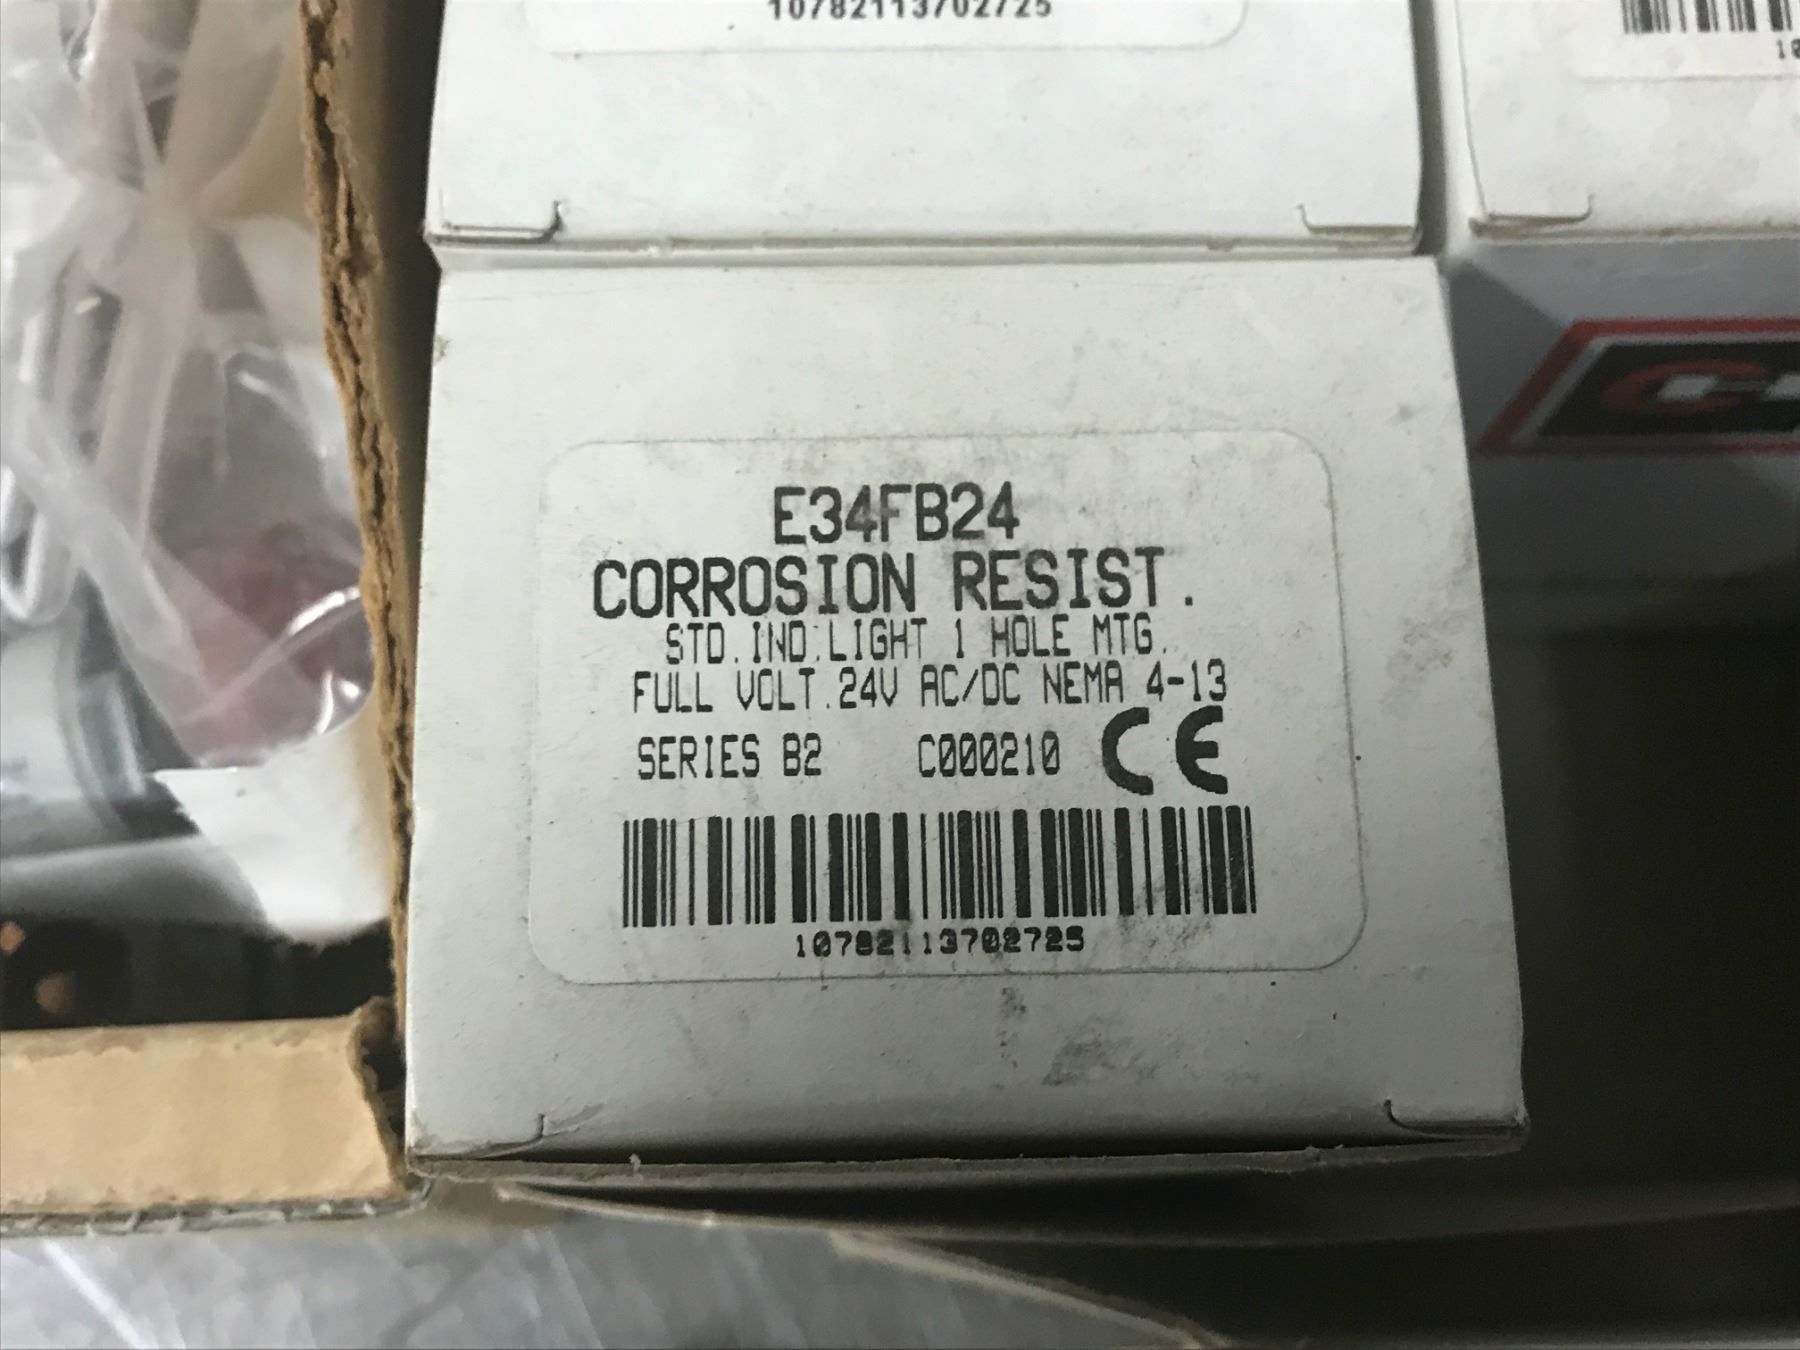 10782113702725
10
E34FB24
CORROSION RESIST.
STD.IND.LIGHT 1 HOLE MTG.
FULL VOLT.24V AC/DC NEMA 4-13
SERIES B2 C000210 CE
10782113702725